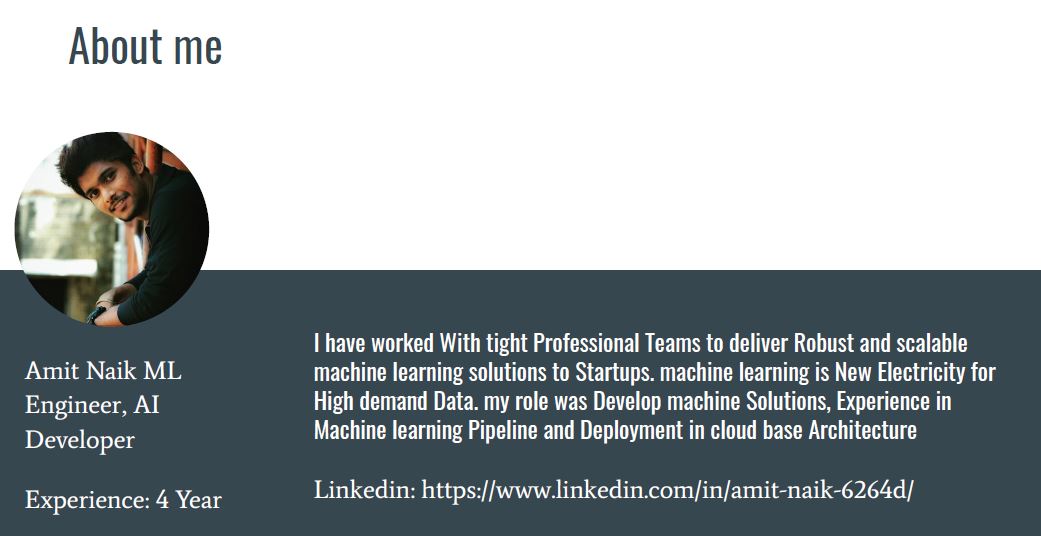 About me
Amit Naik ML
Engineer, AI
Developer
Experience: 4 Year
I have worked With tight Professional Teams to deliver Robust and scalable
machine learning solutions to Startups. machine learning is New Electricity for
High demand Data. my role was Develop machine Solutions, Experience in
Machine learning Pipeline and Deployment in cloud base Architecture
Linkedin: https://www.linkedin.com/in/amit-naik-6264d/